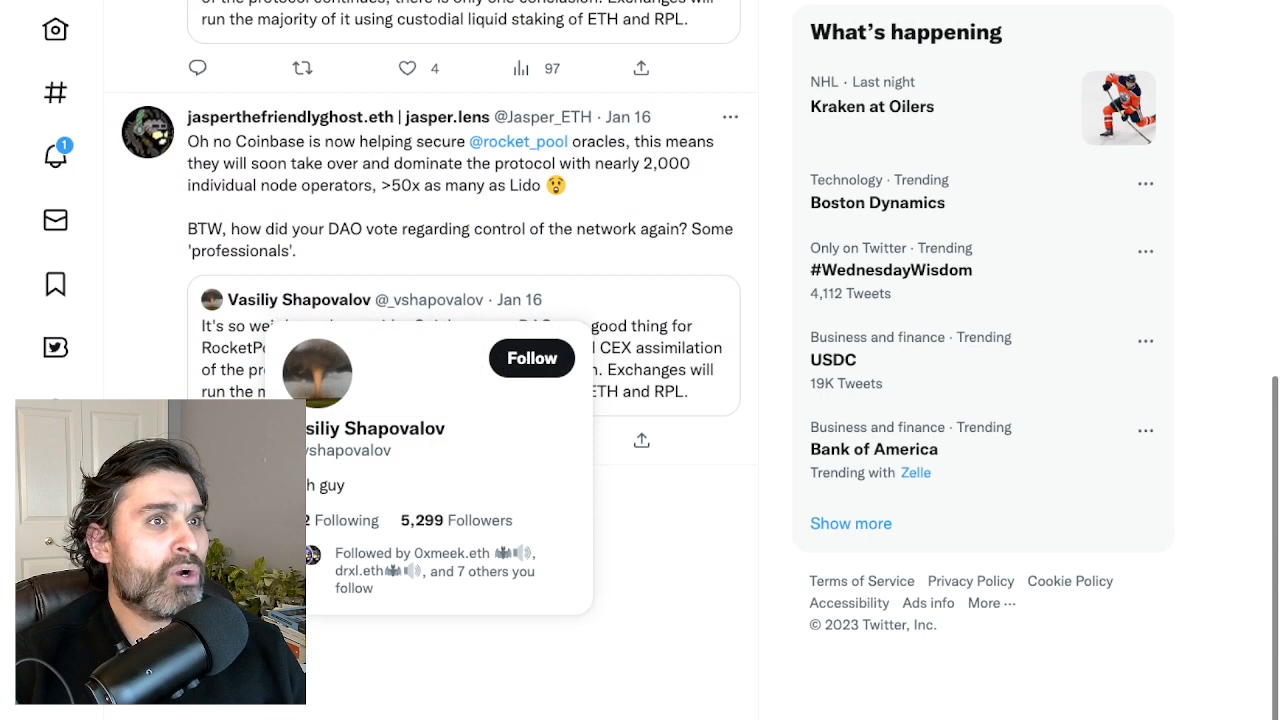 of the protocol continues, there is only one conclusion. Exchanges will
run the majority of it using custodial liquid staking of ETH and RPL.
4
97
jasperthefriendlyghost.eth | jasper.lens @Jasper_ETH · Jan 16
Oh no Coinbase is now helping secure @rocket_pool oracles, this means
they will soon take over and dominate the protocol with nearly 2,000
individual node operators, >50x as many as Lido 😲
BTW, how did your DAO vote regarding control of the network again? Some
'professionals'.
Vasiliy Shapovalov @_vshapovalov · Jan 16
It's so
good thing for
CEX assimilation
of the
Exchanges will
run the
ETH and RPL.
Follow
siliy Shapovalov
vshapovalov
h guy
2 Following 5,299 Followers
Followed by 0xmeek.eth 🦇🔊,
drxl.eth🦇🔊, and 7 others you
follow
1
What's happening
NHL · Last night
Kraken at Oilers
Technology · Trending
Boston Dynamics
Only on Twitter · Trending
#WednesdayWisdom
4,112 Tweets
Business and finance · Trending
USDC
19K Tweets
Business and finance · Trending
Bank of America
Trending with Zelle
Show more
Terms of Service Privacy Policy Cookie Policy
Accessibility Ads info More ···
© 2023 Twitter, Inc.